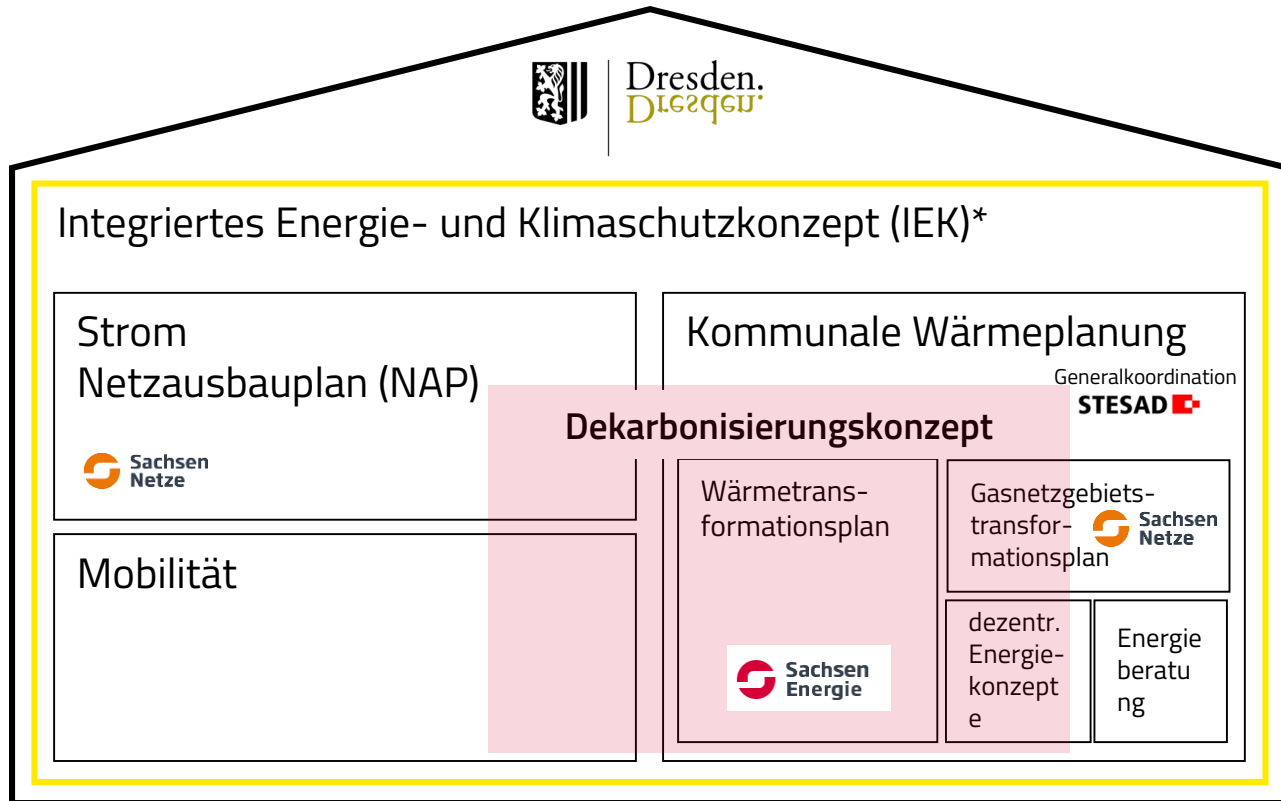 Dresden.
Dresden.
Integriertes Energie- und Klimaschutzkonzept (IEK)*
Strom
Netzausbauplan (NAP)
Sachsen
Netze
Mobilität
Kommunale Wärmeplanung
Generalkoordination
STESAD
Dekarbonisierungskonzept
Wärmetrans-
formationsplan
Sachsen
Energie
Gasnetzgebiets-
transfor-
mationsplan
Sachsen
Netze
dezentr.
Energie-
konzept
e
Energie
beratu
ng